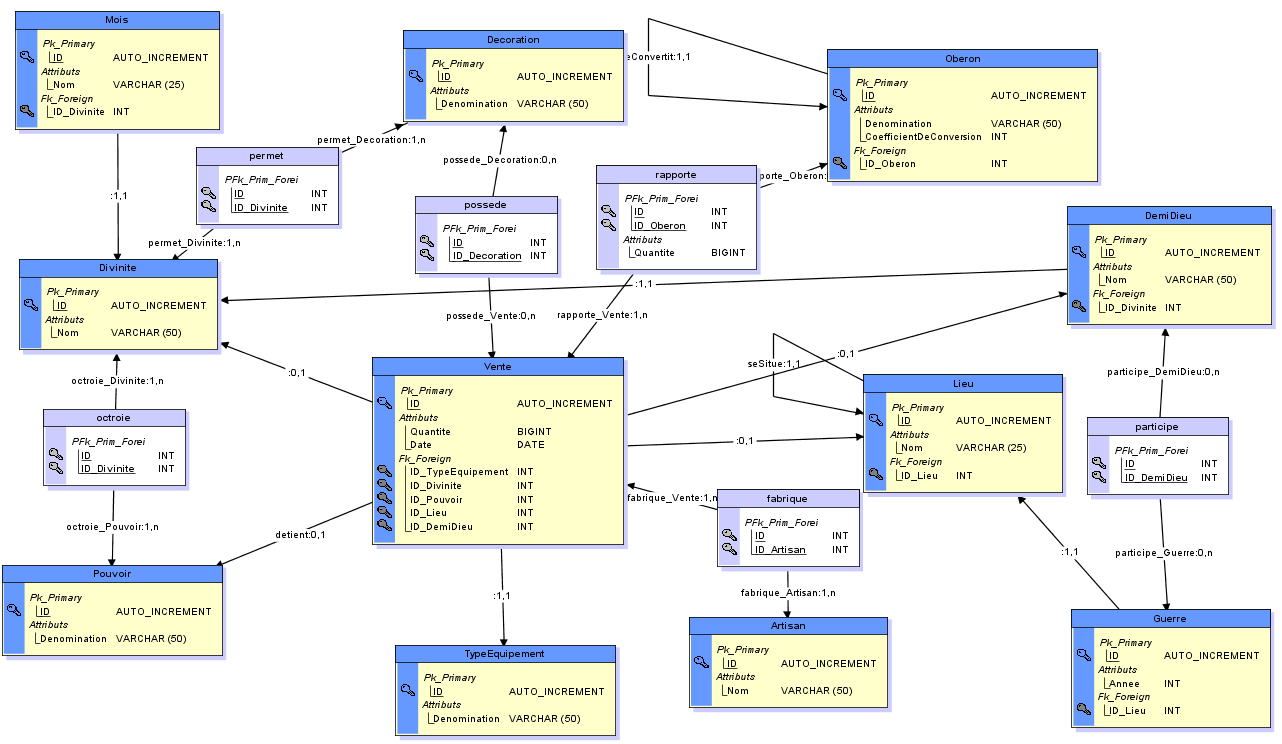 Mois
Pk_Primary
ID AUTO_INCREMENT
Attributs
Nom VARCHAR (25)
Fk_Foreign
ID_Divinite INT
:1,1
Decoration
Pk_Primary
ID AUTO_INCREMENT
Attributs
Denomination VARCHAR (50)
eConvertit:1,1
Oberon
Pk_Primary
ID AUTO_INCREMENT
Attributs
Denomination VARCHAR (50)
CoefficientDeConversion INT
Fk_Foreign
ID_Oberon INT
permet_Decoration:1,n
permet
PFk_Prim_Forei
ID INT
ID_Divinite INT
permet_Divinite:1,n
possede_Decoration:0,n
possede
PFk_Prim_Forei
ID INT
ID_Decoration INT
possede_Vente:0,n
rapporte
PFk_Prim_Forei
ID INT
ID_Oberon INT
Attributs
Quantite BIGINT
porte_Oberon:
rapporte_Vente:1,n
DemiDieu
Pk_Primary
ID AUTO_INCREMENT
Attributs
Nom VARCHAR (50)
Fk_Foreign
ID_Divinite INT
:1,1
Divinite
Pk_Primary
ID AUTO_INCREMENT
Attributs
Nom VARCHAR (50)
:0,1
octroie_Divinite:1,n
octroie
PFk_Prim_Forei
ID INT
ID_Divinite INT
octroie_Pouvoir:1,n
Vente
Pk_Primary
ID AUTO_INCREMENT
Attributs
Quantite BIGINT
Date DATE
Fk_Foreign
ID_TypeEquipement INT
ID_Divinite INT
ID_Pouvoir INT
ID_Lieu INT
ID_DemiDieu INT
:0,1
seSitue:1,1
:0,1
Lieu
Pk_Primary
ID AUTO_INCREMENT
Attributs
Nom VARCHAR (25)
Fk_Foreign
ID_Lieu INT
participe_DemiDieu:0,n
participe
PFk_Prim_Forei
ID INT
ID_DemiDieu INT
participe_Guerre:0,n
:1,1
fabrique_Vente:1,n
fabrique
PFk_Prim_Forei
ID INT
ID_Artisan INT
fabrique_Artisan:1,n
detient:0,1
:1,1
Pouvoir
Pk_Primary
ID AUTO_INCREMENT
Attributs
Denomination VARCHAR (50)
TypeEquipement
Pk_Primary
ID AUTO_INCREMENT
Attributs
Denomination VARCHAR (50)
Artisan
Pk_Primary
ID AUTO_INCREMENT
Attributs
Nom VARCHAR (50)
Guerre
Pk_Primary
ID AUTO_INCREMENT
Attributs
Annee INT
Fk_Foreign
ID_Lieu INT